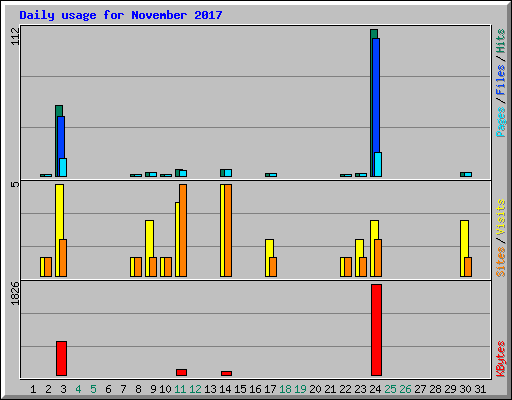 Daily usage for November 2017
112
Pages / Files / Hits
5
Sites / Visits
1826
KBytes
1 2 3 4 5 6 7 8 9 10 11 12 13 14 15 16 17 18 19 20 21 22 23 24 25 26 27 28 29 30 31